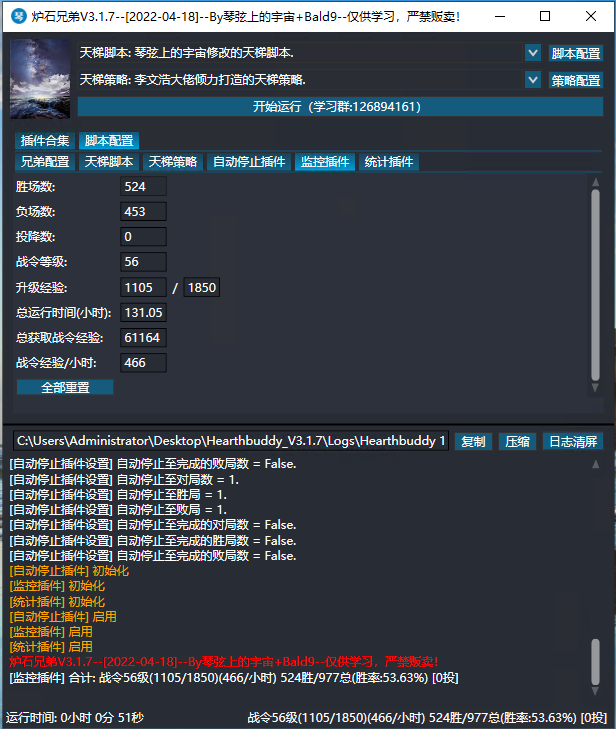 琴 炉石兄弟V3.1.7--[2022-04-18]--By琴弦上的宇宙+Bald9--仅供学习，严禁贩卖！
天梯脚本: 琴弦上的宇宙修改的天梯脚本. 脚本配置
天梯策略: 李文浩大佬倾力打造的天梯策略. 策略配置
开始运行（学习群:126894161）
插件合集 脚本配置
兄弟配置 天梯脚本 天梯策略 自动停止插件 监控插件 统计插件
胜场数: 524
负场数: 453
投降数: 0
战令等级: 56
升级经验: 1105 / 1850
总运行时间(小时): 131.05
总获取战令经验: 61164
战令经验/小时: 466
全部重置
C:\Users\Administrator\Desktop\Hearthbuddy_V3.1.7\Logs\Hearthbuddy 1 复制 压缩 日志清屏
[自动停止插件设置] 自动停止至完成的败局数 = False.
[自动停止插件设置] 自动停止至对局数 = 1.
[自动停止插件设置] 自动停止至胜局 = 1.
[自动停止插件设置] 自动停止至败局 = 1.
[自动停止插件设置] 自动停止至完成的对局数 = False.
[自动停止插件设置] 自动停止至完成的胜局数 = False.
[自动停止插件设置] 自动停止至完成的败局数 = False.
[自动停止插件] 初始化
[监控插件] 初始化
[统计插件] 初始化
[自动停止插件] 启用
[监控插件] 启用
[统计插件] 启用
炉石兄弟V3.1.7--[2022-04-18]--By琴弦上的宇宙+Bald9--仅供学习，严禁贩卖！
[监控插件] 合计: 战令56级(1105/1850)(466/小时) 524胜/977总(胜率:53.63%) [0投]
运行时间: 0小时 0分 51秒 战令56级(1105/1850)(466/小时) 524胜/977总(胜率:53.63%) [0投]